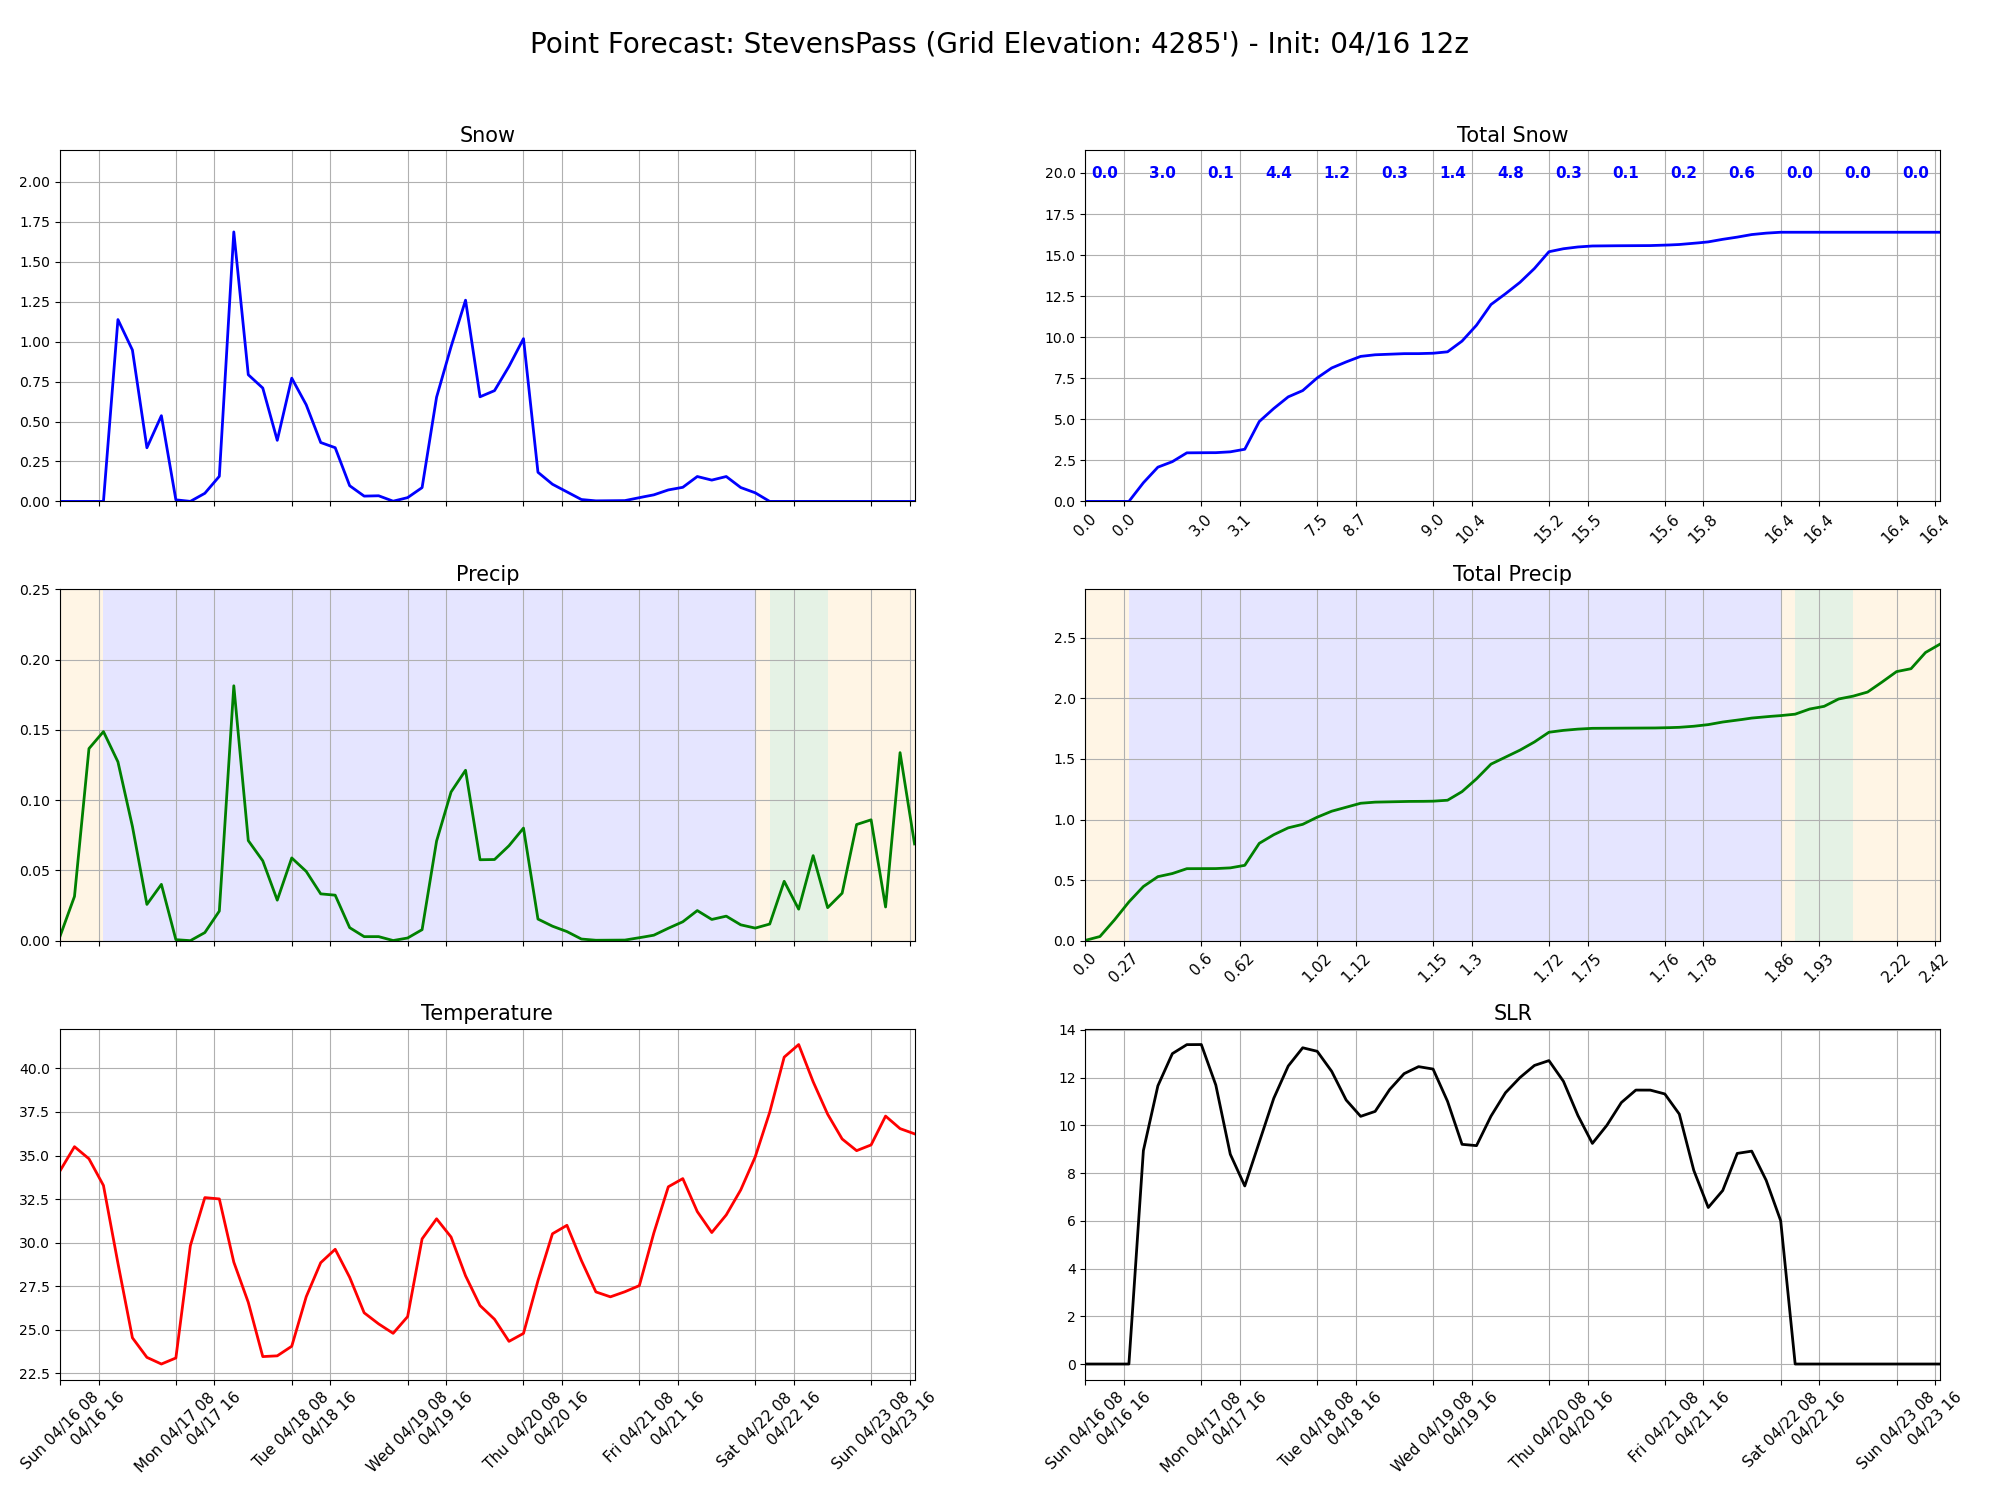 Point Forecast: StevensPass (Grid Elevation: 4285') - Init: 04/16 12z
Snow
2.00
1.75
1.50
1.25
1.00
0.75
0.50
0.25
0.00
Total Snow
0.0 3.0 0.1 4.4 1.2 0.3 1.4 4.8 0.3 0.1 0.2 0.6 0.0 0.0 0.0
20.0
17.5
15.0
12.5
10.0
7.5
5.0
2.5
0.0
0.0 0.0 3.0 3.1 7.5 8.7 9.0 10.4 15.2 15.5 15.6 15.8 16.4 16.4 16.4 16.4
Precip
0.25
0.20
0.15
0.10
0.05
0.00
Total Precip
2.5
2.0
1.5
1.0
0.5
0.0
0.0 0.27 0.6 0.62 1.02 1.12 1.15 1.3 1.72 1.75 1.76 1.78 1.86 1.93 2.22 2.42
Temperature
40.0
37.5
35.0
32.5
30.0
27.5
25.0
22.5
Sun 04/16 08
04/16 16
Mon 04/17 08
04/17 16
Tue 04/18 08
04/18 16
Wed 04/19 08
04/19 16
Thu 04/20 08
04/20 16
Fri 04/21 08
04/21 16
Sat 04/22 08
04/22 16
Sun 04/23 08
04/23 16
SLR
14
12
10
8
6
4
2
0
Sun 04/16 08
04/16 16
Mon 04/17 08
04/17 16
Tue 04/18 08
04/18 16
Wed 04/19 08
04/19 16
Thu 04/20 08
04/20 16
Fri 04/21 08
04/21 16
Sat 04/22 08
04/22 16
Sun 04/23 08
04/23 16